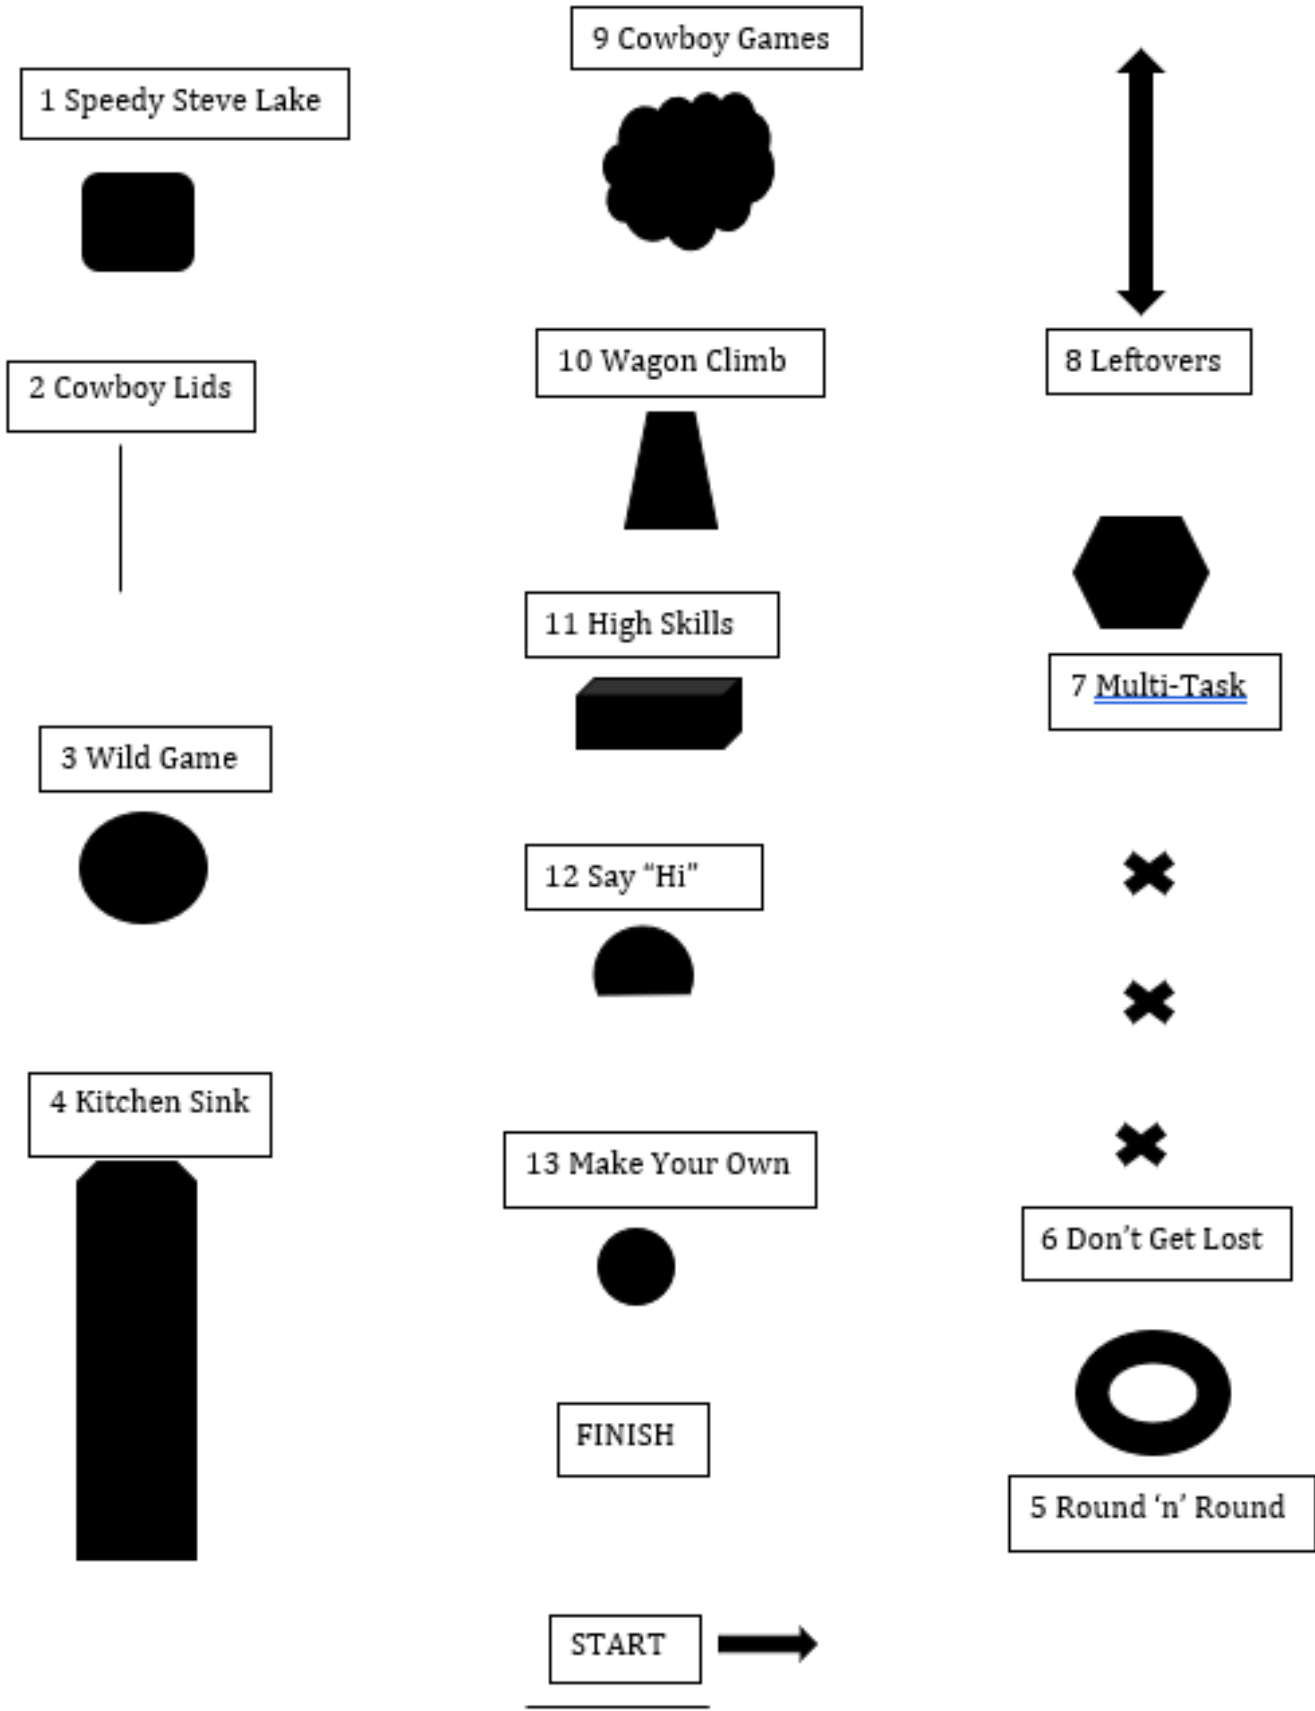 9 Cowboy Games
1 Speedy Steve Lake
10 Wagon Climb
8 Leftovers
2 Cowboy Lids
11 High Skills
7 Multi-Task
3 Wild Game
12 Say “Hi”
4 Kitchen Sink
13 Make Your Own
6 Don’t Get Lost
FINISH
5 Round ‘n’ Round
START